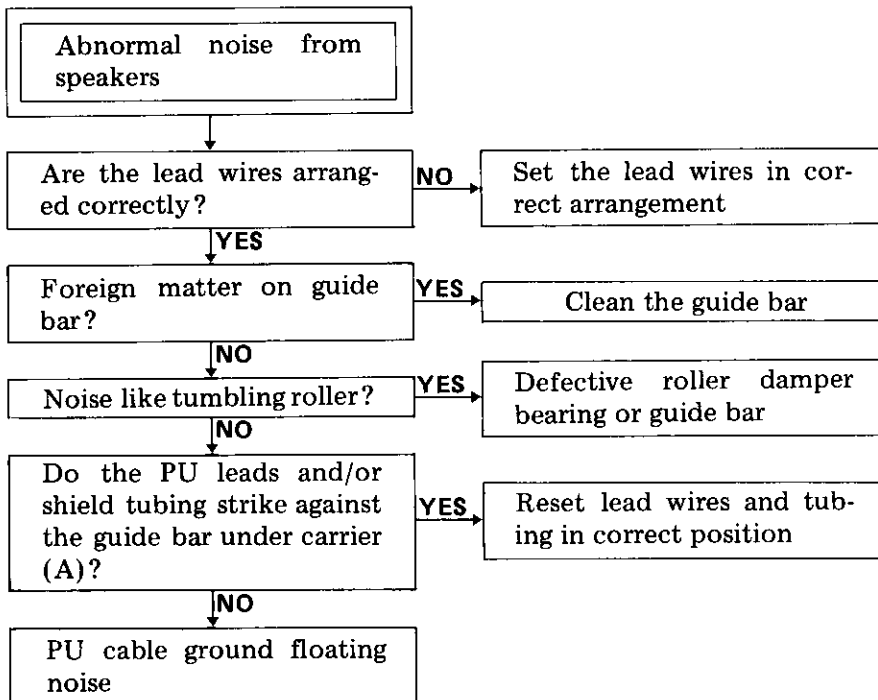 Abnormal noise from
speakers
Are the lead wires arrang-
ed correctly?
NO
Set the lead wires in cor-
rect arrangement
YES
Foreign matter on guide
bar?
YES
Clean the guide bar
NO
Noise like tumbling roller?
YES
Defective roller damper
bearing or guide bar
NO
Do the PU leads and/or
shield tubing strike against
the guide bar under carrier
(A)?
YES
Reset lead wires and tub-
ing in correct position
NO
PU cable ground floating
noise